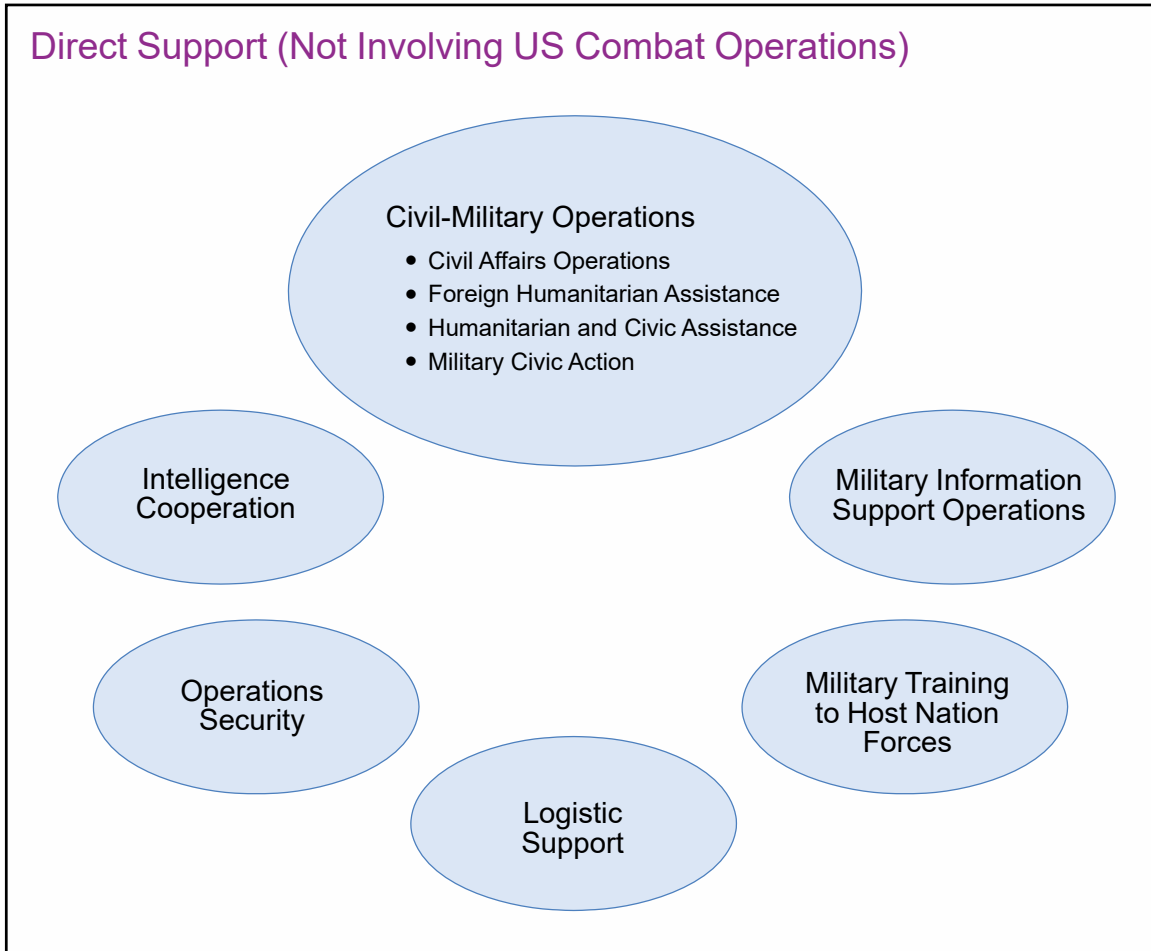 Direct Support (Not Involving US Combat Operations)
Civil-Military Operations
• Civil Affairs Operations
• Foreign Humanitarian Assistance
• Humanitarian and Civic Assistance
• Military Civic Action
Intelligence
Cooperation
Military Information
Support Operations
Operations
Security
Military Training
to Host Nation
Forces
Logistic
Support